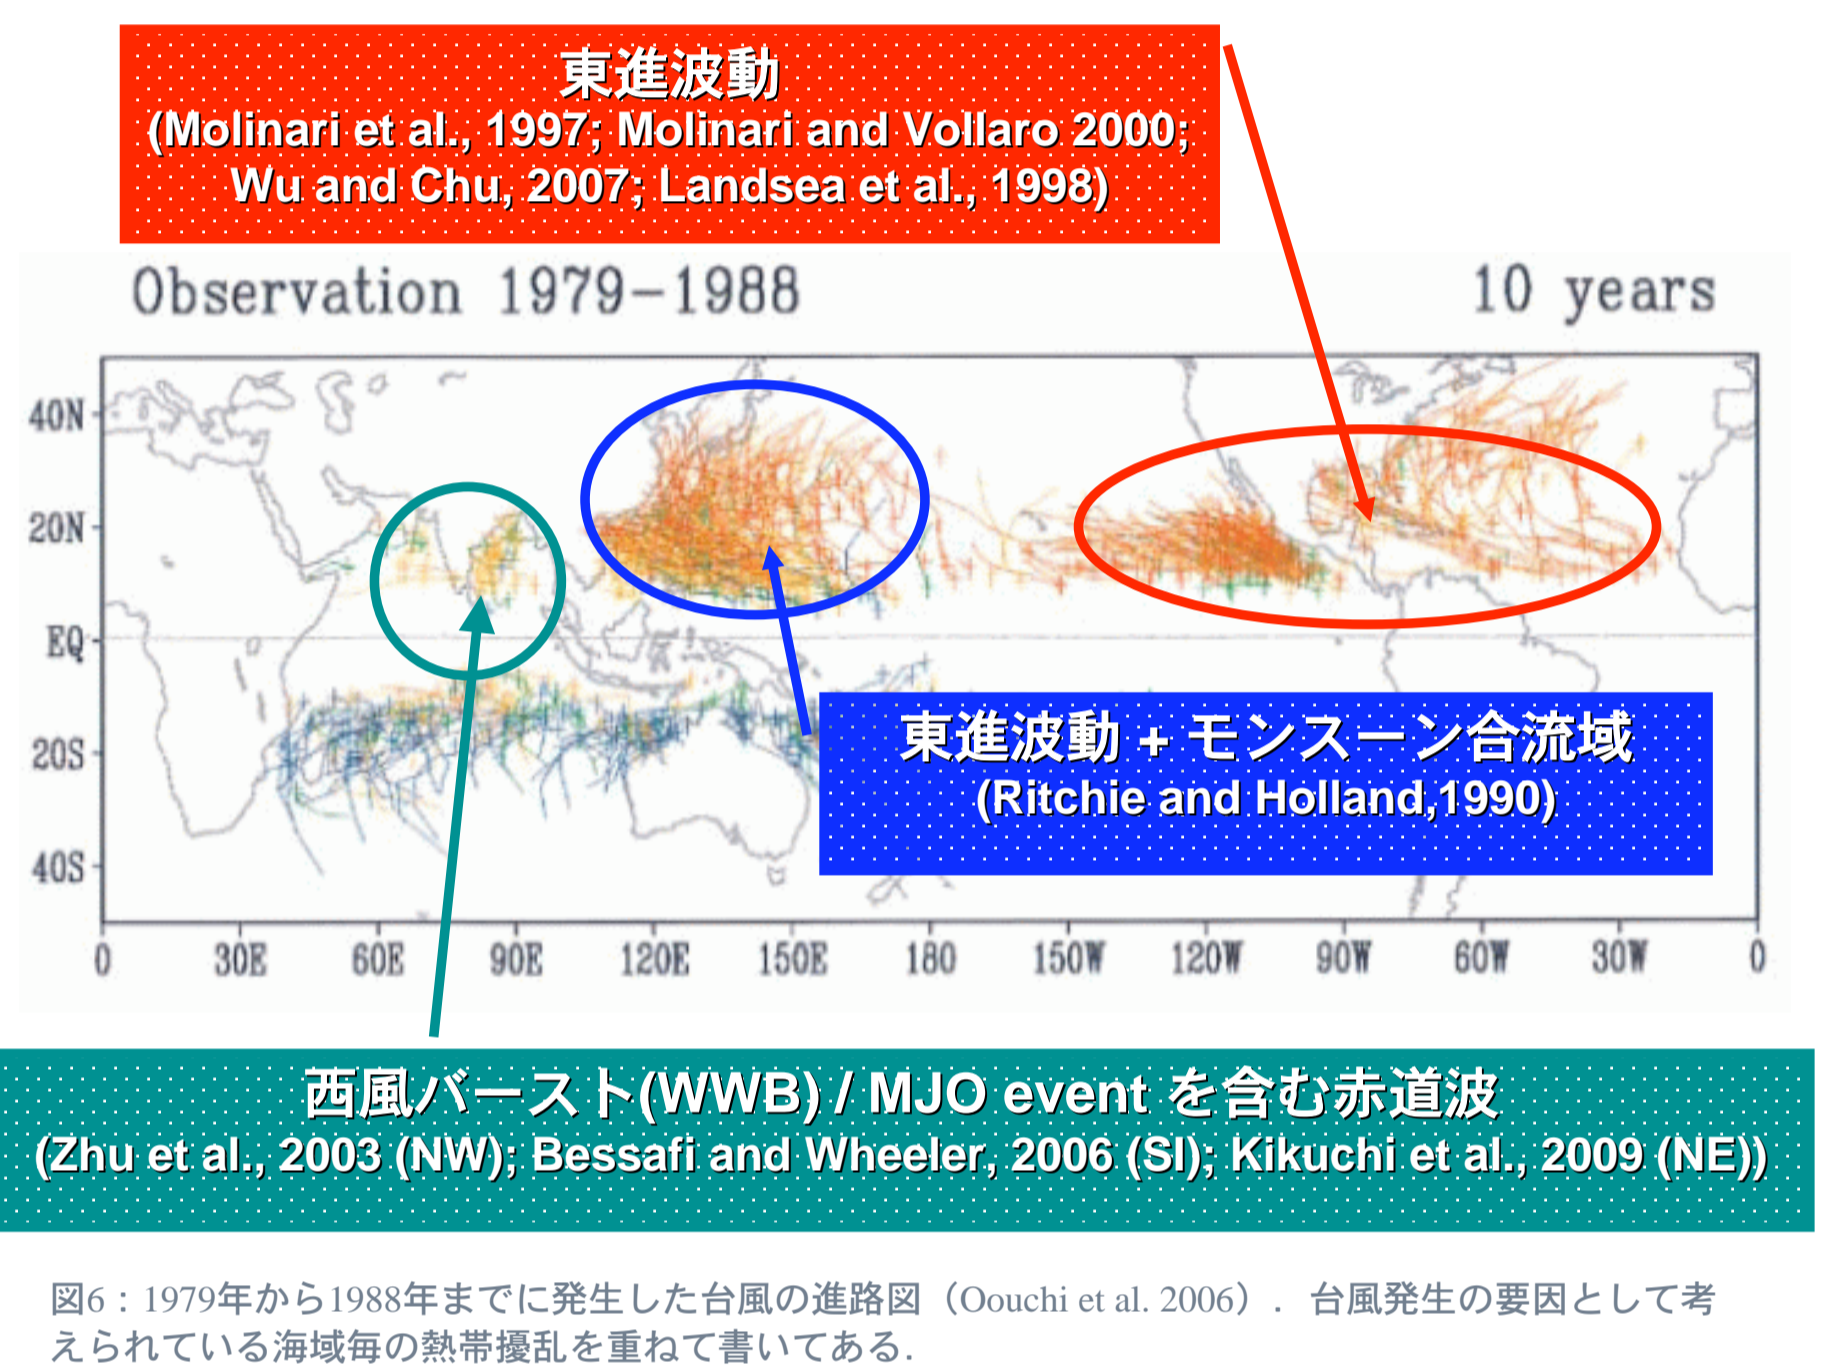 東進波動
(Molinari et al., 1997; Molinari and Vollaro 2000;
Wu and Chu, 2007; Landsea et al., 1998)
Observation 1979-1988
10 years
40N
20N
EQ
20S
40S
東進波動 + モンスーン合流域
(Ritchie and Holland,1990)
0 30E 60E 90E 120E 150E 180 150W 120W 90W 60W 30W 0
西風バースト(WWB) / MJO event を含む赤道波
(Zhu et al., 2003 (NW); Bessafi and Wheeler, 2006 (SI); Kikuchi et al., 2009 (NE))
図6：1979年から1988年までに発生した台風の進路図（Oouchi et al. 2006）．台風発生の要因として考
えられている海域毎の熱帯擾乱を重ねて書いてある.